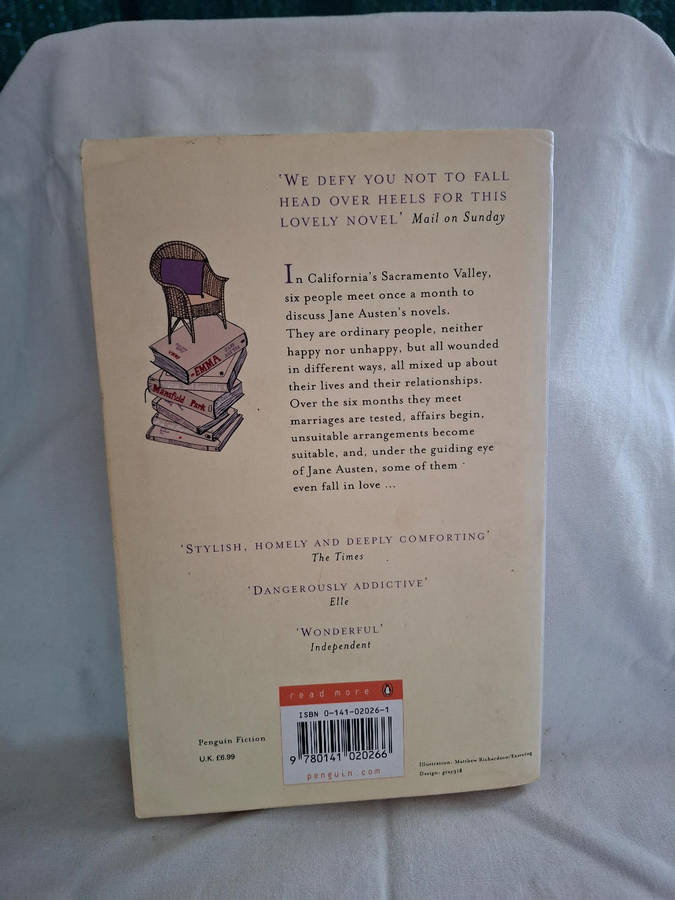 ‘WE DEFY YOU NOT TO FALL
HEAD OVER HEELS FOR THIS
LOVELY NOVEL’ Mail on Sunday
In California’s Sacramento Valley,
six people meet once a month to
discuss Jane Austen’s novels.
They are ordinary people, neither
happy nor unhappy, but all wounded
in different ways, all mixed up about
their lives and their relationships.
Over the six months they meet
marriages are tested, affairs begin,
unsuitable arrangements become
suitable, and, under the guiding eye
of Jane Austen, some of them
even fall in love ...
EMMA
Mansfield Park
‘STYLISH, HOMELY AND DEEPLY COMFORTING’
The Times
‘DANGEROUSLY ADDICTIVE’
Elle
‘WONDERFUL’
Independent
read more
ISBN 0-141-02026-1
9 780141 020266
penguin.com
Penguin Fiction
U.K. £6.99
Illustration: Matthew Richardson/Eastwing
Design: gray318